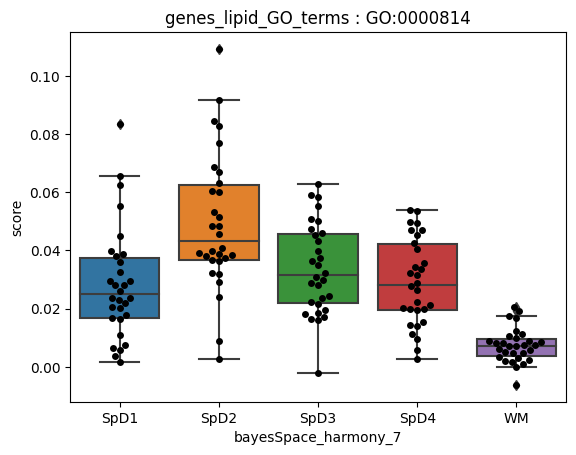 genes_lipid_GO_terms : GO:0000814
0.10
0.08
0.06
0.04
0.02
0.00
score
SpD1 SpD2 SpD3 SpD4 WM
bayesSpace_harmony_7